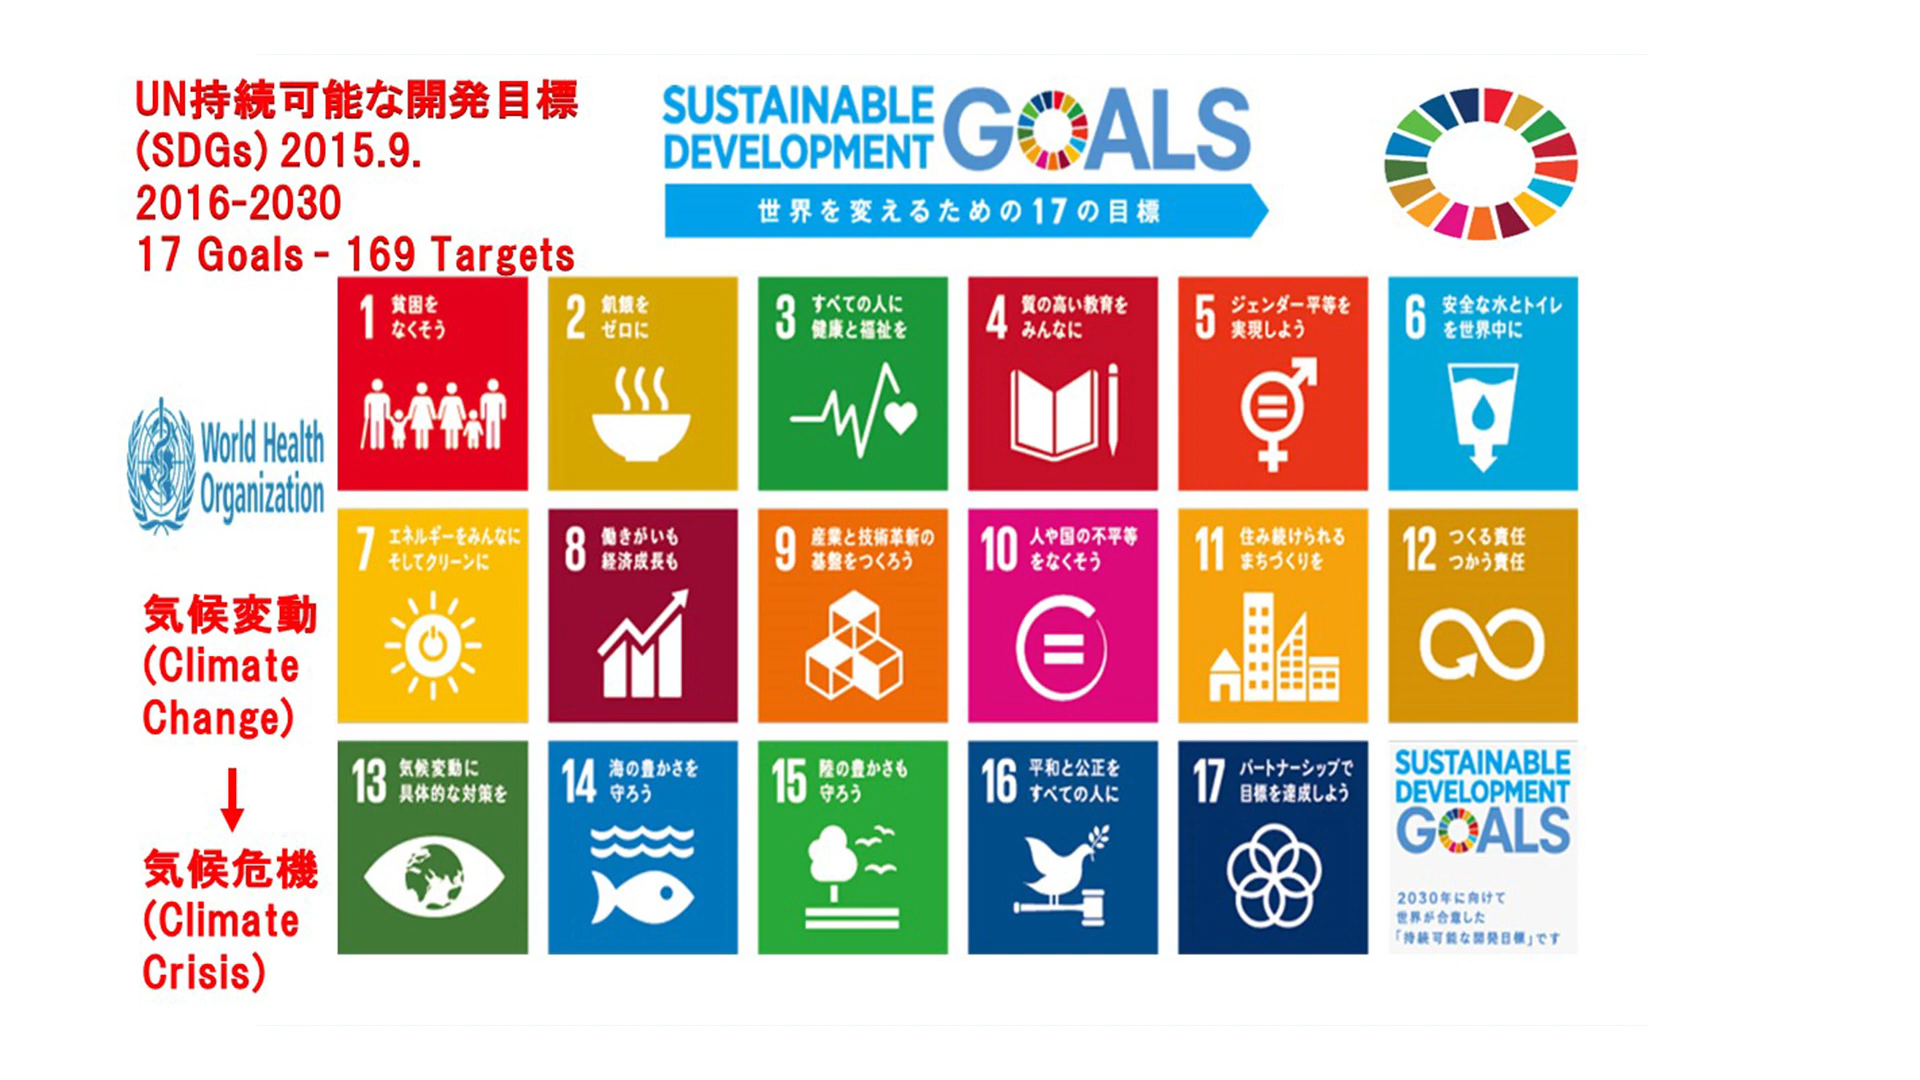 UN持続可能な開発目標
(SDGs) 2015.9.
2016-2030
17 Goals - 169 Targets
SUSTAINABLE
DEVELOPMENT
GOALS
世界を変えるための17の目標
1 貧困を
なくそう
2 飢餓を
ゼロに
3 すべての人に
健康と福祉を
4 質の高い教育を
みんなに
5 ジェンダー平等を
実現しよう
6 安全な水とトイレ
を世界中に
World Health
Organization
7 エネルギーをみんなに
そしてクリーンに
8 働きがいも
経済成長も
9 産業と技術革新の
基盤をつくろう
10 人や国の不平等
をなくそう
11 住み続けられる
まちづくりを
12 つくる責任
つかう責任
気候変動
(Climate
Change)
気候危機
(Climate
Crisis)
13 気候変動に
具体的な対策を
14 海の豊かさを
守ろう
15 陸の豊かさも
守ろう
16 平和と公正を
すべての人に
17 パートナーシップで
目標を達成しよう
SUSTAINABLE
DEVELOPMENT
GOALS
2030年に向けて
世界が合意した
「持続可能な開発目標」です